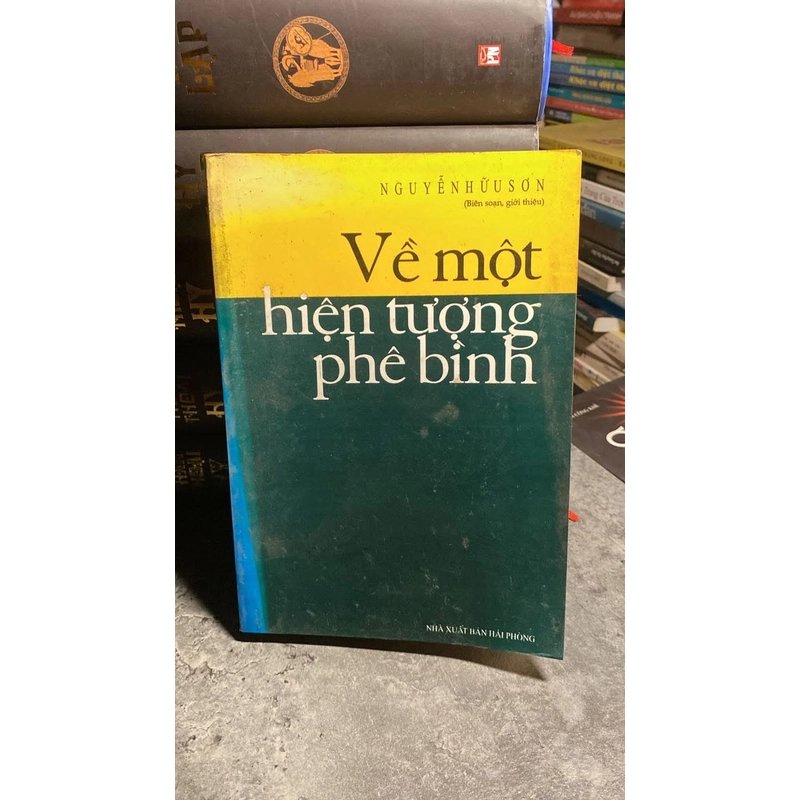 NGUYỄN HỮU SƠN
(Biên soạn, giới thiệu)
Về một
hiện tượng
phê bình
NHÀ XUẤT BẢN HẢI PHÒNG